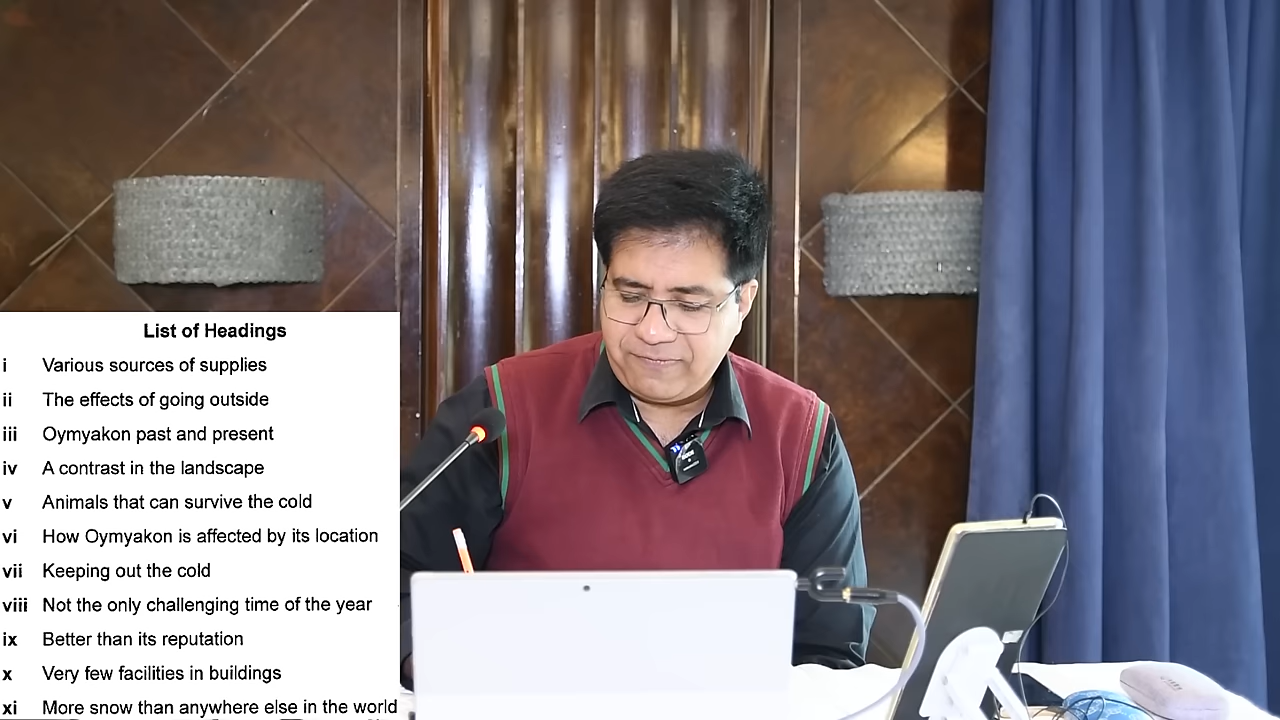 List of Headings
i Various sources of supplies
ii The effects of going outside
iii Oymyakon past and present
iv A contrast in the landscape
v Animals that can survive the cold
vi How Oymyakon is affected by its location
vii Keeping out the cold
viii Not the only challenging time of the year
ix Better than its reputation
x Very few facilities in buildings
xi More snow than anywhere else in the world